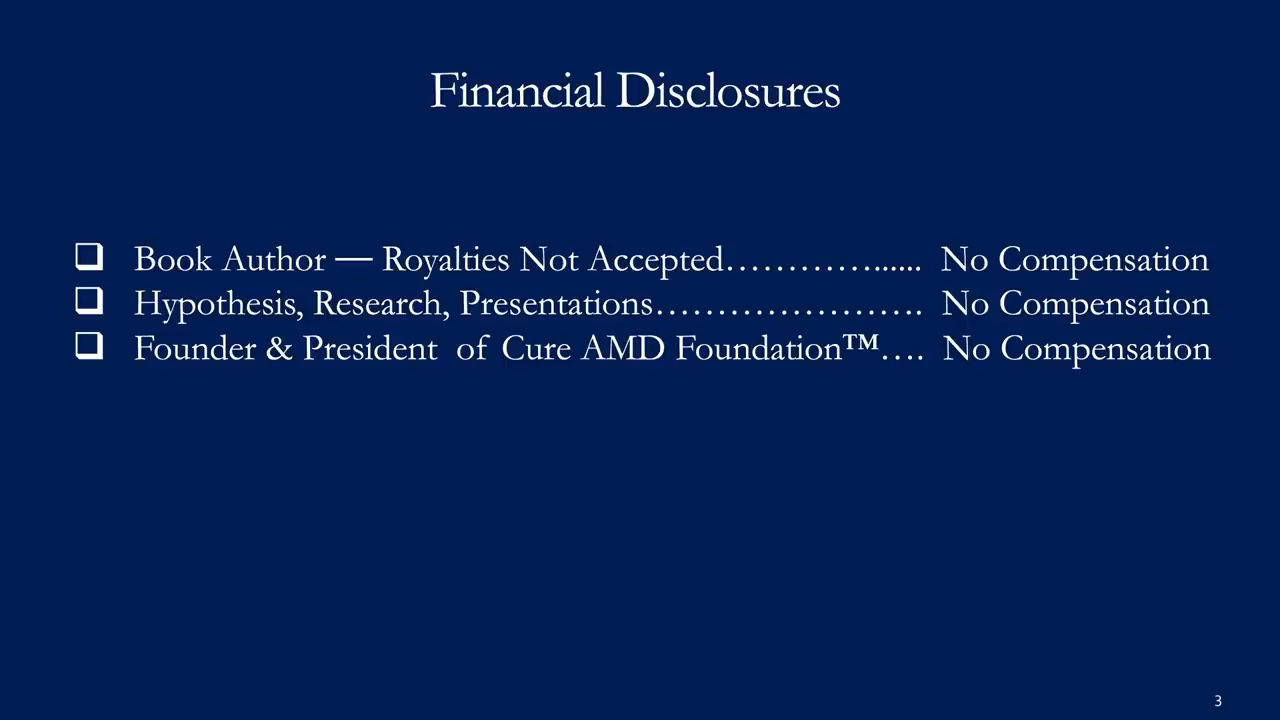 Financial Disclosures
❑ Book Author — Royalties Not Accepted…………...... No Compensation
❑ Hypothesis, Research, Presentations……………………. No Compensation
❑ Founder & President of Cure AMD Foundation™…. No Compensation
3